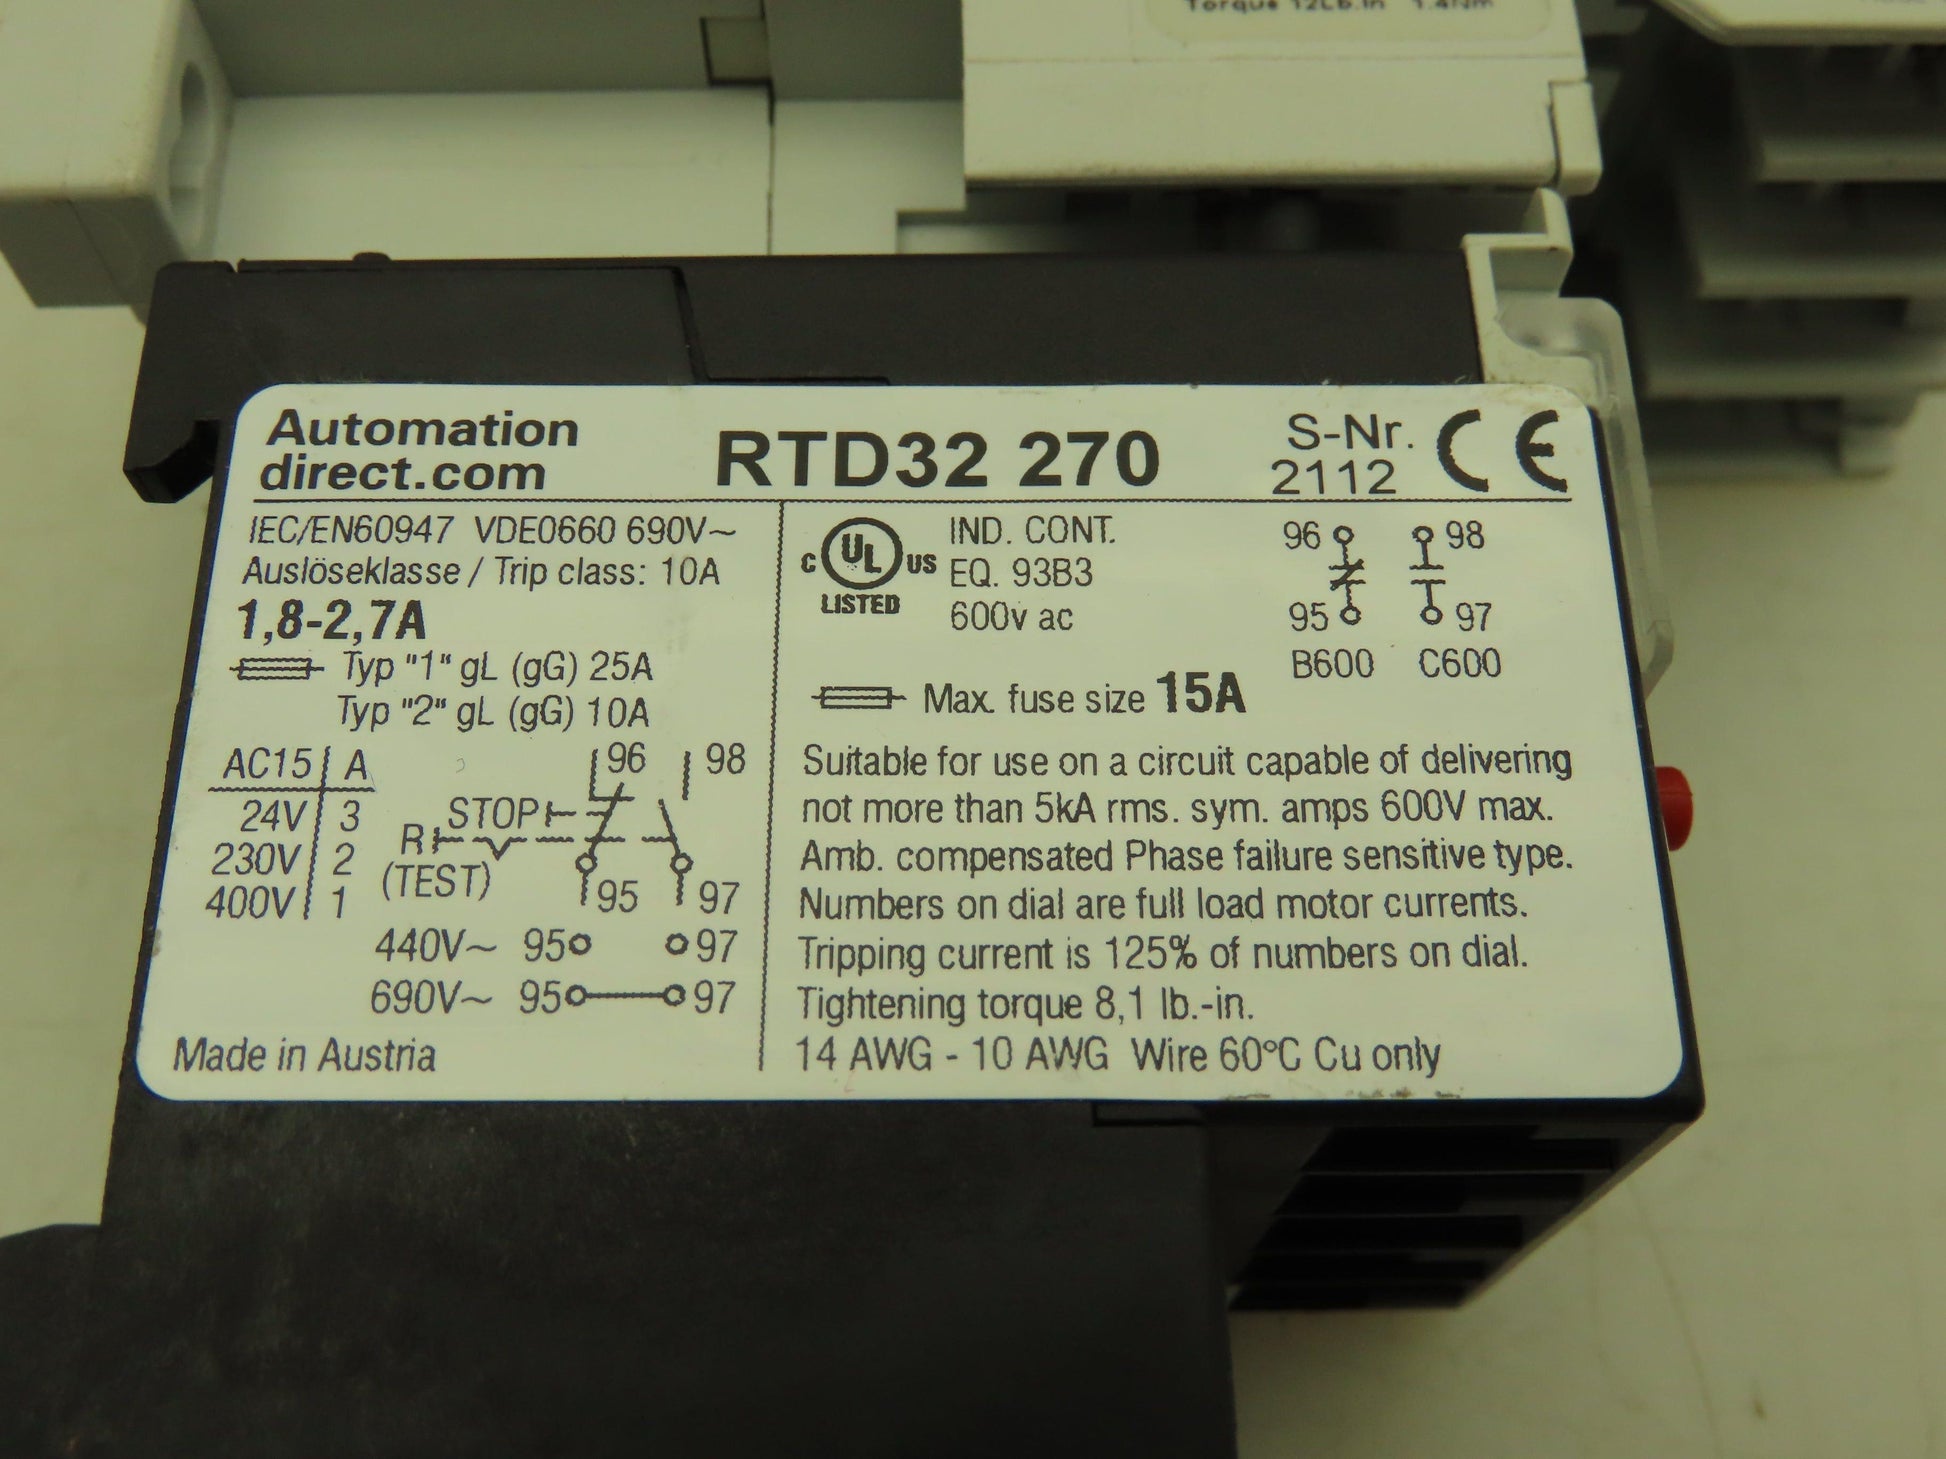 Torque 12Lb.In 1.4Nm
Automation
direct.com
RTD32 270
S-Nr.
2112
CE
IEC/EN60947 VDE0660 690V~
Auslöseklasse / Trip class: 10A
1,8-2,7A
Typ "1" gL (gG) 25A
Typ "2" gL (gG) 10A
AC15 A
24V 3
230V 2
400V 1
96 98
STOP
R
(TEST)
95 97
440V~ 95 97
690V~ 95 97
Made in Austria
C UL US
LISTED
IND. CONT.
EQ. 93B3
600v ac
96 98
95 97
B600 C600
Max. fuse size 15A
Suitable for use on a circuit capable of delivering
not more than 5kA rms. sym. amps 600V max.
Amb. compensated Phase failure sensitive type.
Numbers on dial are full load motor currents.
Tripping current is 125% of numbers on dial.
Tightening torque 8,1 lb.-in.
14 AWG - 10 AWG Wire 60°C Cu only